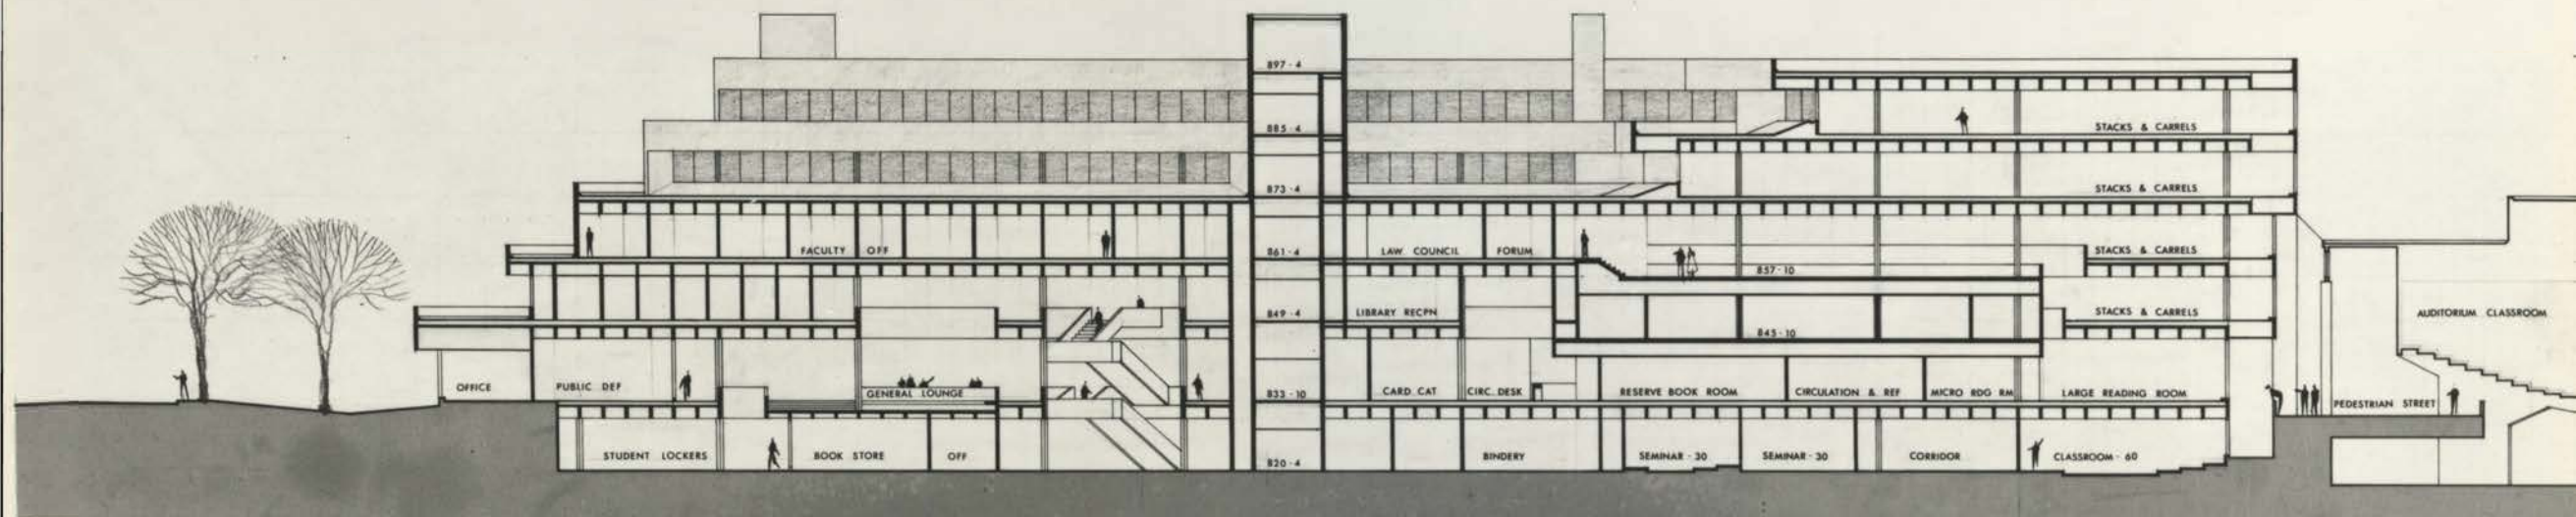 897 - 4
885 - 4
STACKS & CARRELS
873 - 4
STACKS & CARRELS
FACULTY OFF
861 - 4
LAW COUNCIL
FORUM
STACKS & CARRELS
857 - 10
849 - 4
LIBRARY RECPN
STACKS & CARRELS
AUDITORIUM CLASSROOM
845 - 10
OFFICE
PUBLIC DEF
GENERAL LOUNGE
833 - 10
CARD CAT
CIRC. DESK
RESERVE BOOK ROOM
CIRCULATION & REF
MICRO RDG RM
LARGE READING ROOM
PEDESTRIAN STREET
STUDENT LOCKERS
BOOK STORE
OFF
820 - 4
BINDERY
SEMINAR - 30
SEMINAR - 30
CORRIDOR
CLASSROOM - 60